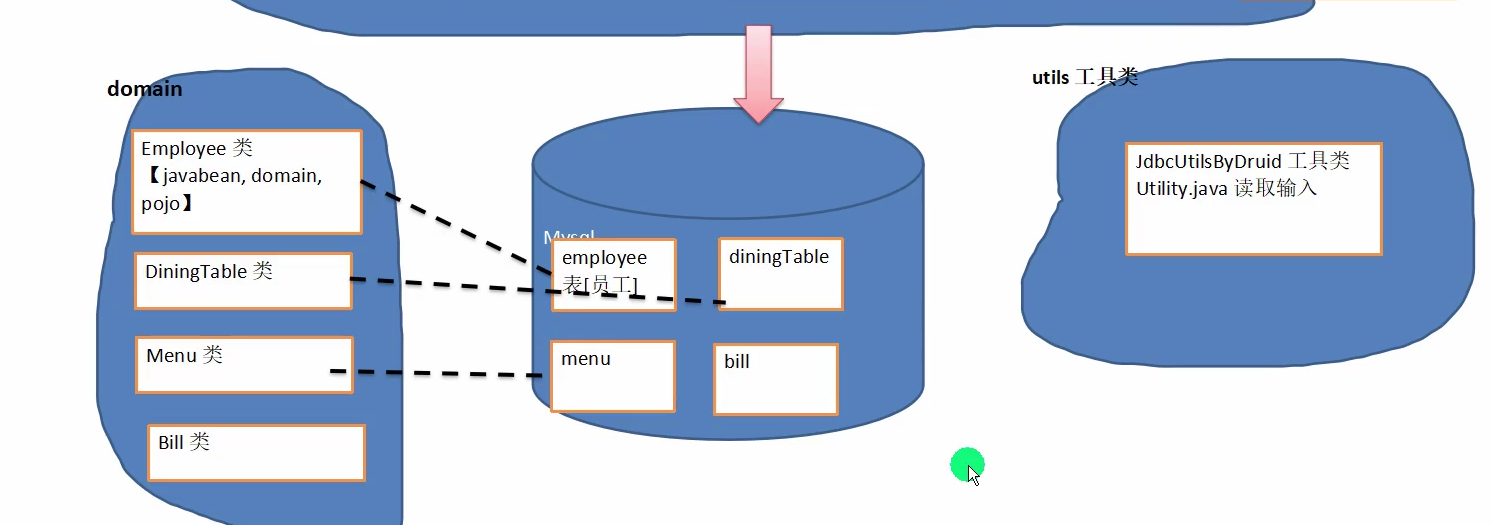 domain
Employee 类
【javabean, domain,
pojo】
DiningTable 类
Menu 类
Bill 类
Mysql
employee
表[员工]
diningTable
menu
bill
utils 工具类
JdbcUtilsByDruid 工具类
Utility.java 读取输入